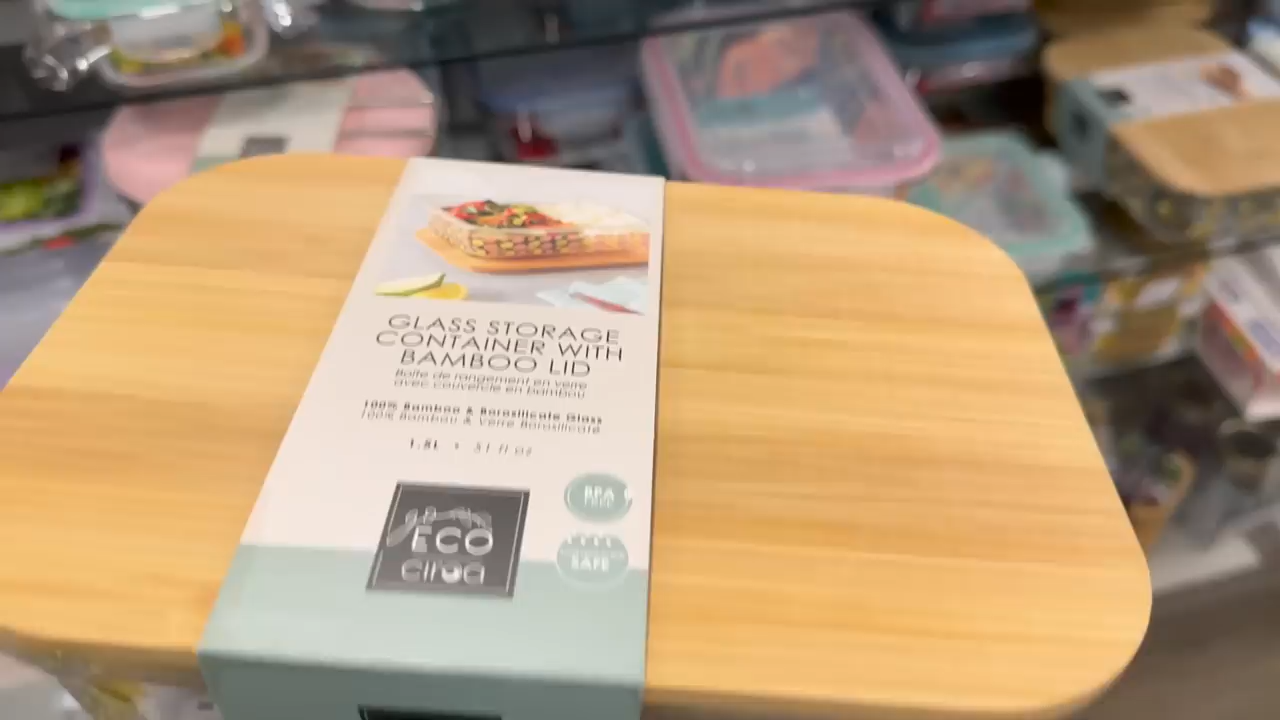 GLASS STORAGE
CONTAINER WITH
BAMBOO LID
Boîte de rangement en verre
avec couvercle en bambou
100% Bamboo & Borosilicate Glass
100% Bambou & Verre Borosilicate
1.5L • 51 fl oz
BPA
FREE
ECO
SAFE